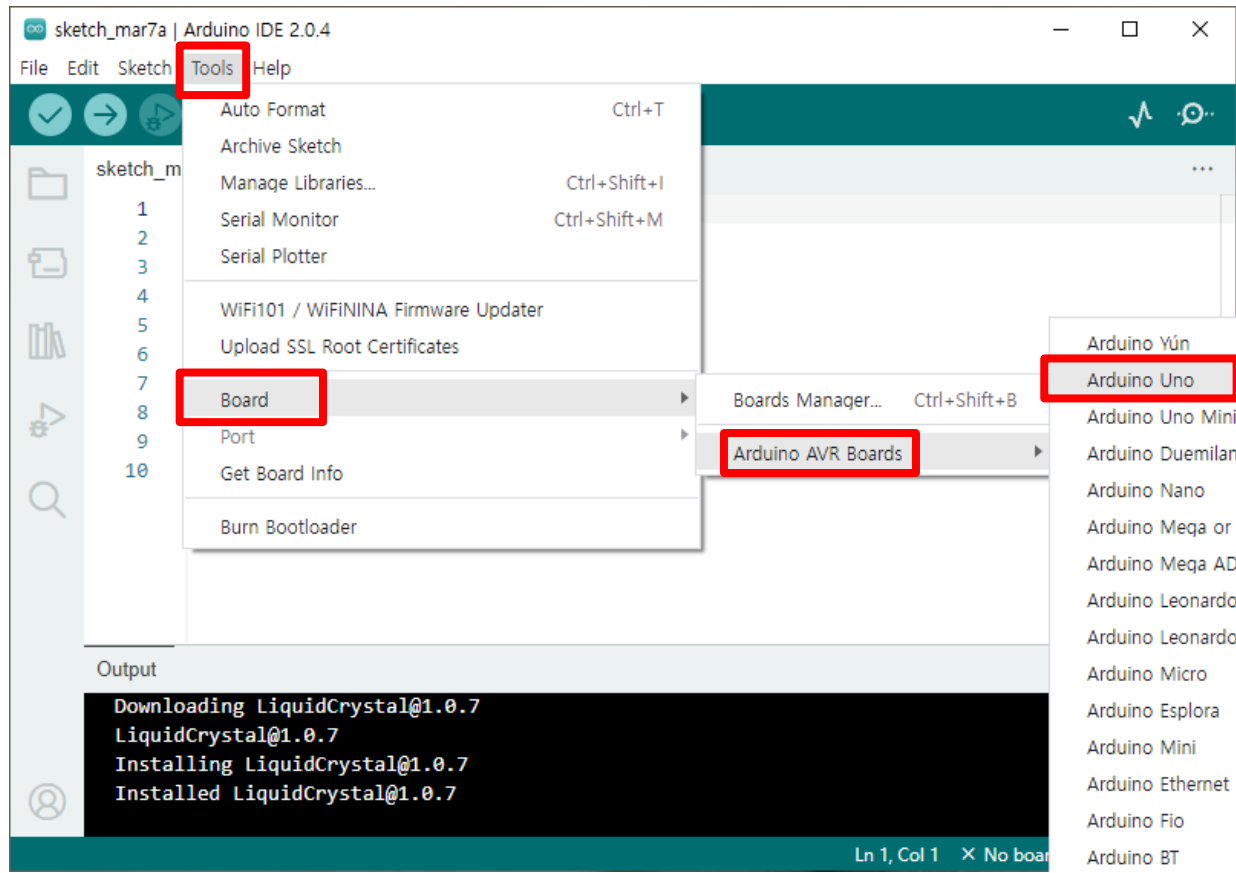 sketch_mar7a | Arduino IDE 2.0.4
File Edit Sketch Tools Help
sketch_m
1
2
3
4
5
6
7
8
9
10
Auto Format Ctrl+T
Archive Sketch
Manage Libraries... Ctrl+Shift+I
Serial Monitor Ctrl+Shift+M
Serial Plotter
WiFi101 / WiFiNINA Firmware Updater
Upload SSL Root Certificates
Board
Port
Get Board Info
Burn Bootloader
Boards Manager... Ctrl+Shift+B
Arduino AVR Boards
Arduino Yún
Arduino Uno
Arduino Uno Mini
Arduino Duemilan
Arduino Nano
Arduino Mega or
Arduino Mega AD
Arduino Leonardo
Arduino Leonardo
Arduino Micro
Arduino Esplora
Arduino Mini
Arduino Ethernet
Arduino Fio
Arduino BT
Output
Downloading LiquidCrystal@1.0.7
LiquidCrystal@1.0.7
Installing LiquidCrystal@1.0.7
Installed LiquidCrystal@1.0.7
Ln 1, Col 1 × No boar